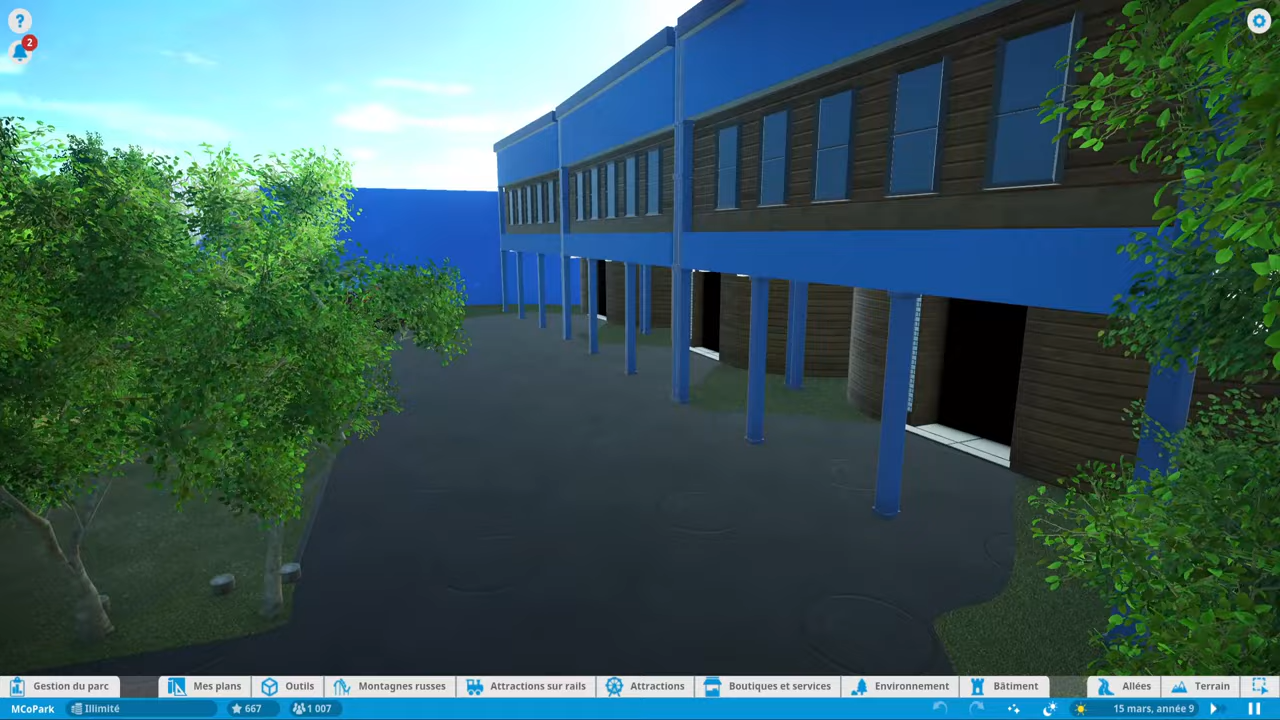 ?
2
Gestion du parc
Mes plans
Outils
Montagnes russes
Attractions sur rails
Attractions
Boutiques et services
Environnement
Bâtiment
Allées
Terrain
MCoPark
Illimité
667
1 007
15 mars, année 9